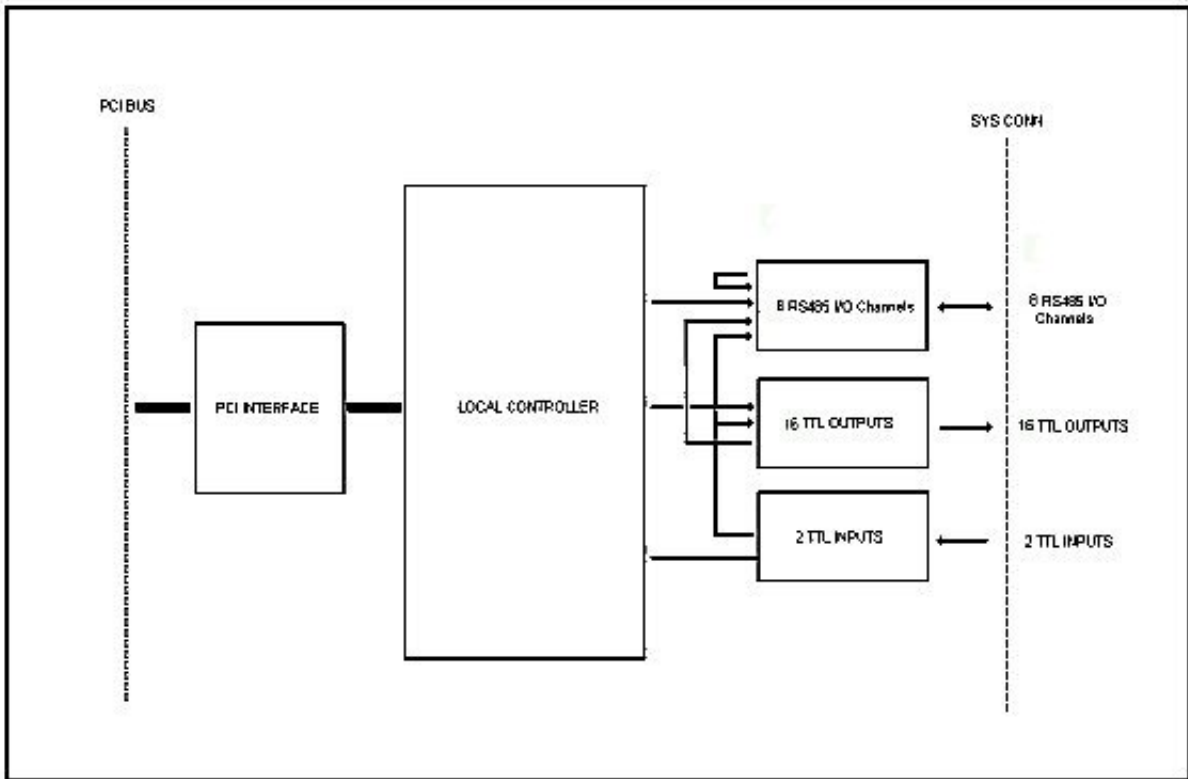 PCI BUS
SYS CONN
8 RS485 I/O Channels
8 RS485 I/O
Channels
PCI INTERFACE
LOCAL CONTROLLER
16 TTL OUTPUTS
16 TTL OUTPUTS
2 TTL INPUTS
2 TTL INPUTS